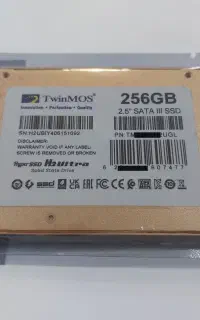 TwinMOS
Innovation • Performance • Quality
256GB
2.5" SATA III SSD
DISCLAIMER:
WARRANTY VOID IF ANY LABEL/
SCREW IS REMOVED OR BROKEN
H2Ultra
Solid State Drive